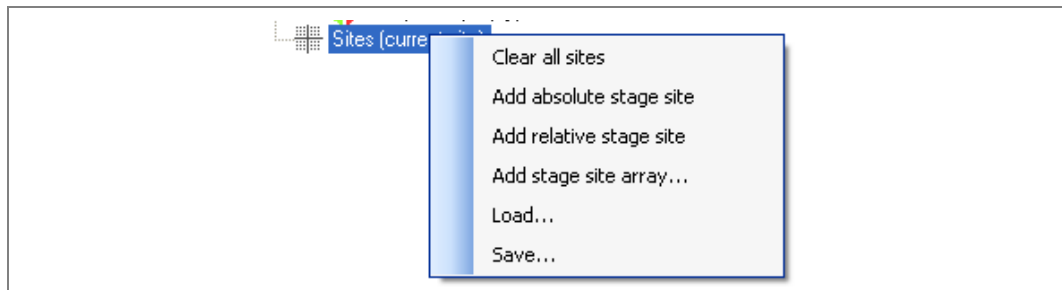 Sites (curre
Clear all sites
Add absolute stage site
Add relative stage site
Add stage site array...
Load...
Save...